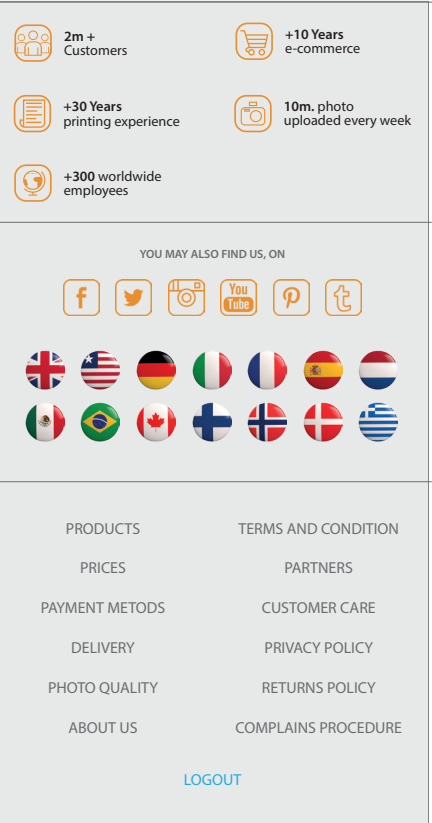 2m +
Customers
+10 Years
e-commerce
+30 Years
printing experience
10m. photo
uploaded every week
+300 worldwide
employees
YOU MAY ALSO FIND US, ON
f
You
Tube
t
PRODUCTS
TERMS AND CONDITION
PRICES
PARTNERS
PAYMENT METODS
CUSTOMER CARE
DELIVERY
PRIVACY POLICY
PHOTO QUALITY
RETURNS POLICY
ABOUT US
COMPLAINS PROCEDURE
LOGOUT